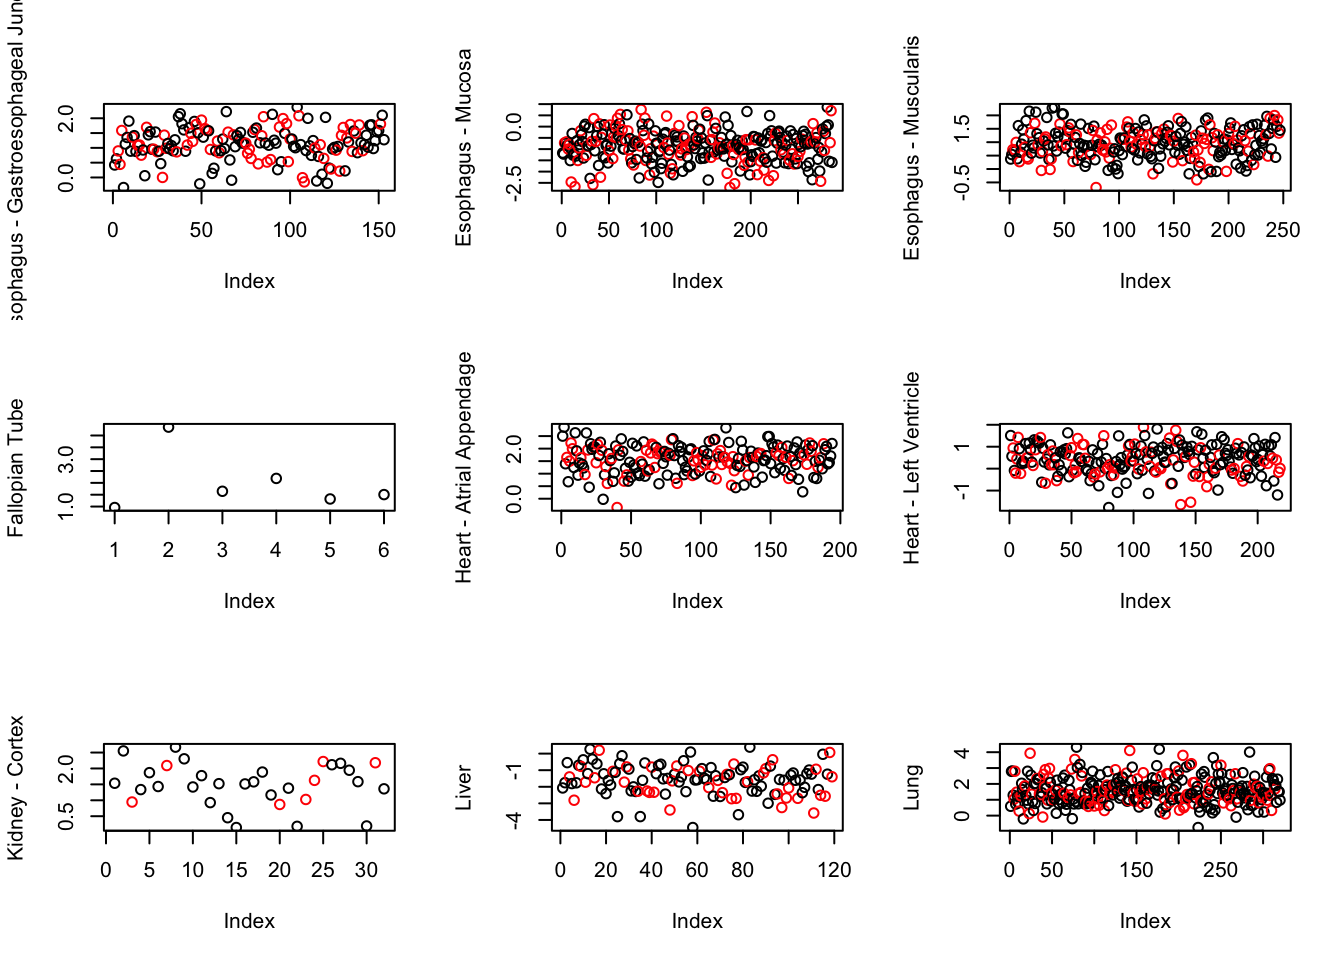 sophagus - Gastroesophageal Junc
0.0 2.0
0 50 100 150
Index
Esophagus - Mucosa
-2.5 0.0
0 50 100 200
Index
Esophagus - Muscularis
-0.5 1.5
0 50 100 150 200 250
Index
Fallopian Tube
1.0 3.0
1 2 3 4 5 6
Index
Heart - Atrial Appendage
0.0 2.0
0 50 100 150 200
Index
Heart - Left Ventricle
-1 1
0 50 100 150 200
Index
Kidney - Cortex
0.5 2.0
0 5 10 15 20 25 30
Index
Liver
-4 -1
0 20 40 60 80 120
Index
Lung
0 2 4
0 50 150 250
Index